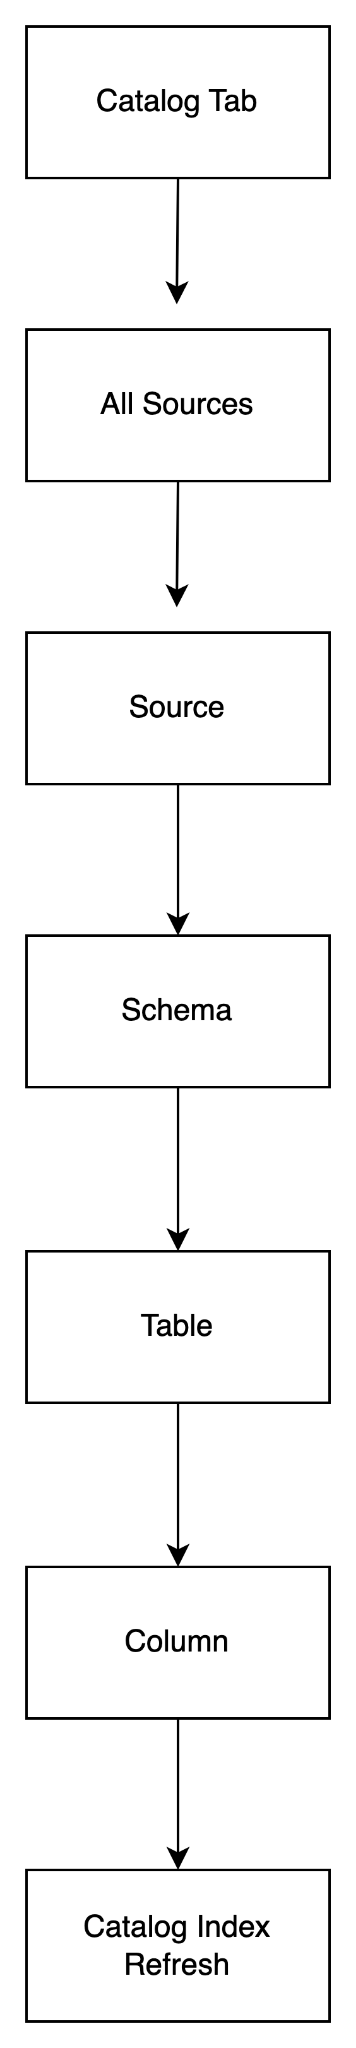 Catalog Tab
All Sources
Source
Schema
Table
Column
Catalog Index
Refresh